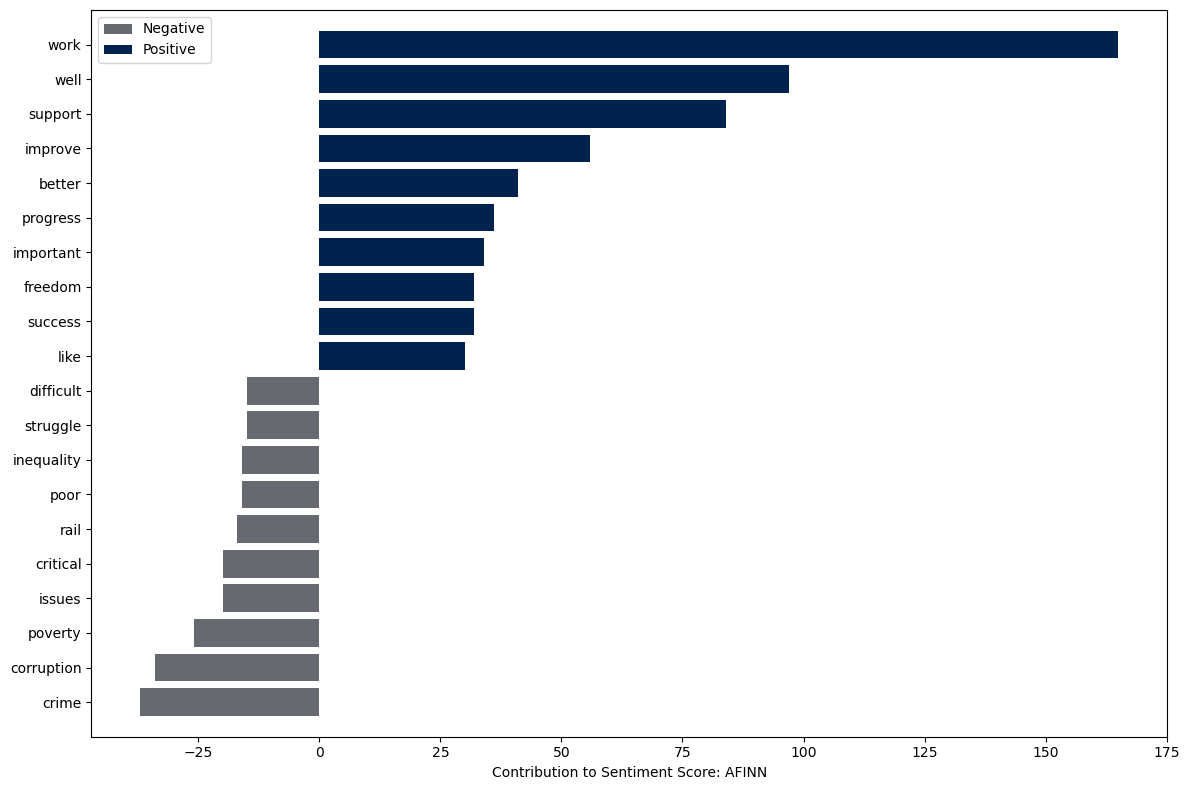 Negative
Positive
work
well
support
improve
better
progress
important
freedom
success
like
difficult
struggle
inequality
poor
rail
critical
issues
poverty
corruption
crime
−25 0 25 50 75 100 125 150 175
Contribution to Sentiment Score: AFINN